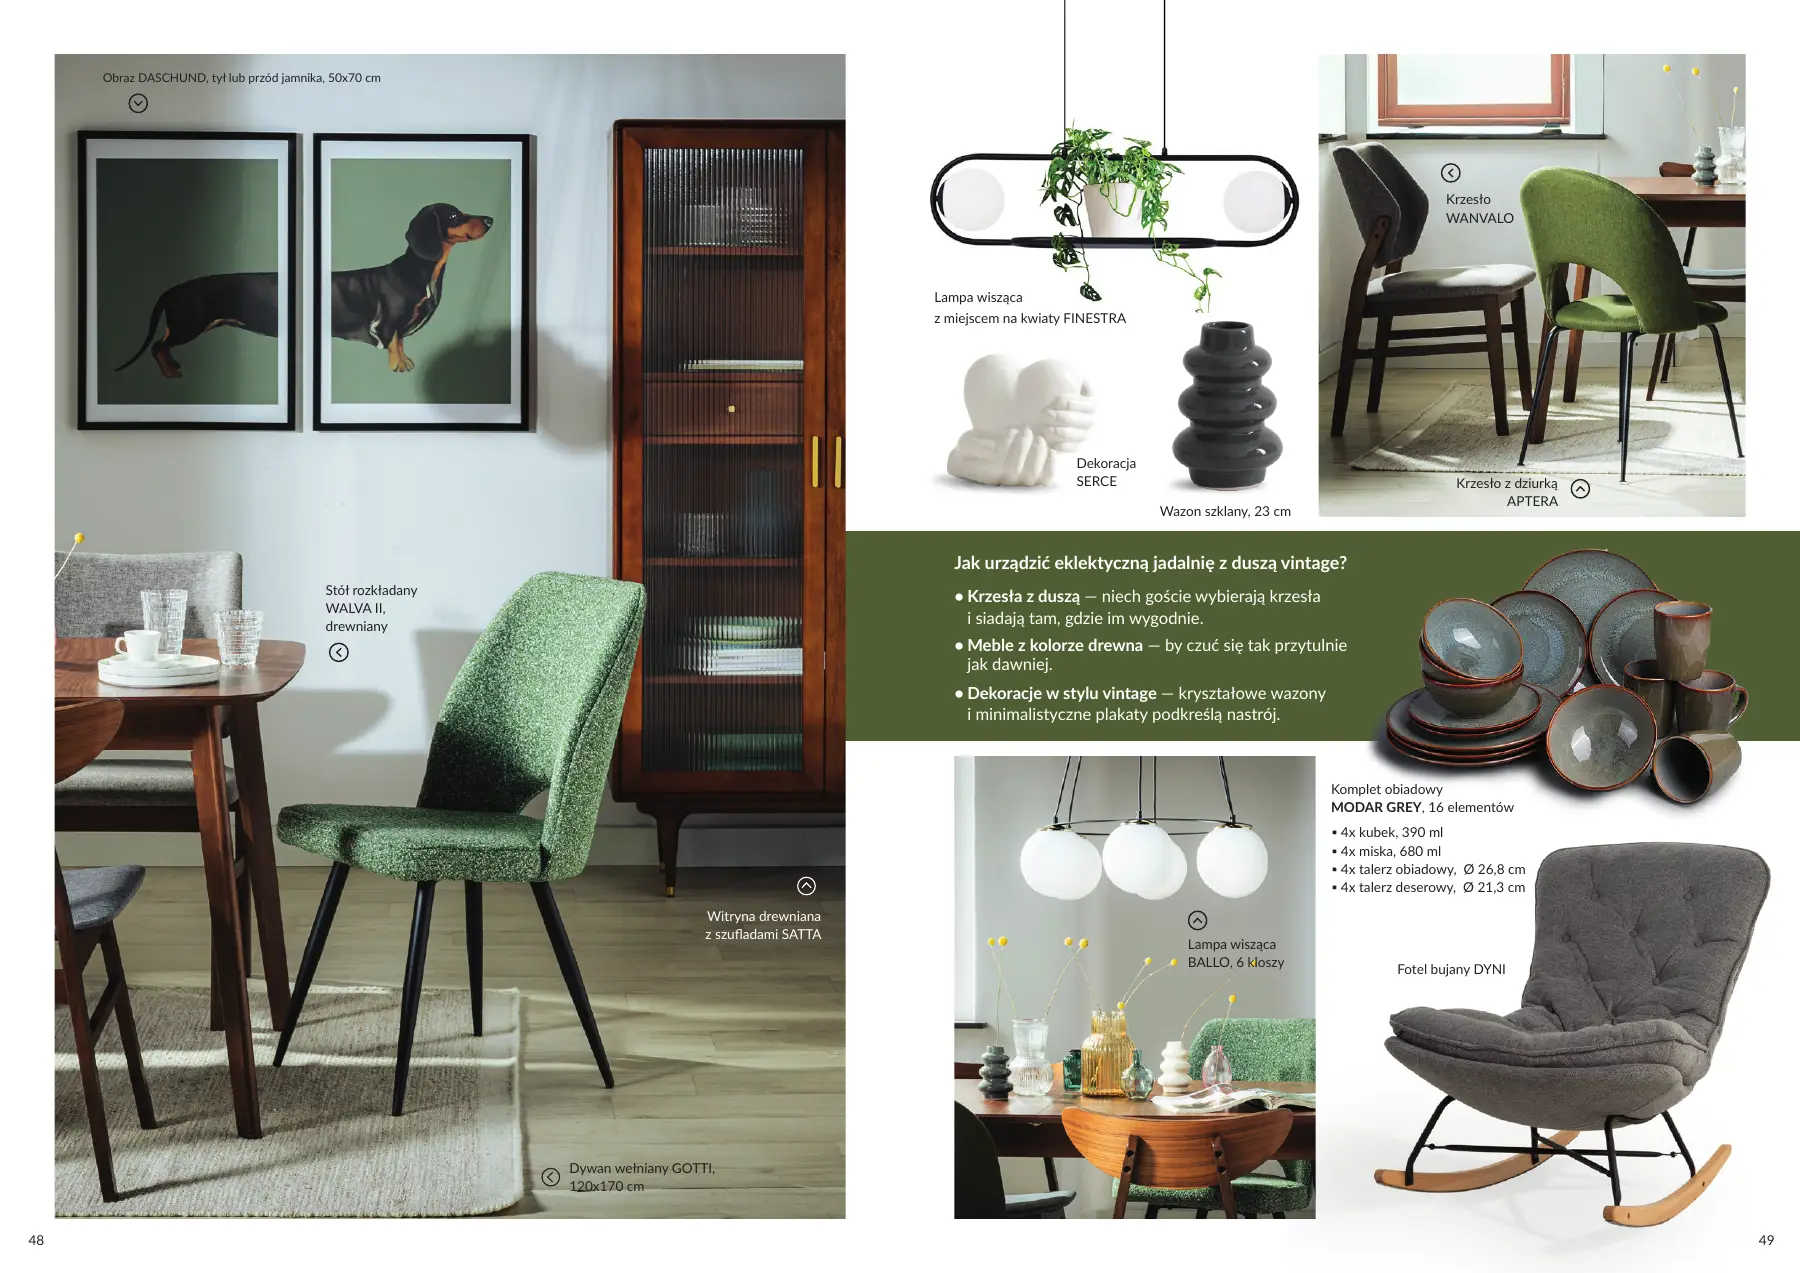 Obraz DASCHUND, tył lub przód jamnika, 50x70 cm
Stół rozkładany
WALVA II,
drewniany
Witryna drewniana
z szufladami SATTA
Dywan wełniany GOTTI,
120x170 cm
48
Lampa wisząca
z miejscem na kwiaty FINESTRA
Dekoracja
SERCE
Wazon szklany, 23 cm
Krzesło
WANVALO
Krzesło z dziurką
APTERA
Jak urządzić eklektyczną jadalnię z duszą vintage?
• Krzesła z duszą — niech goście wybierają krzesła
i siadają tam, gdzie im wygodnie.
• Meble z kolorze drewna — by czuć się tak przytulnie
jak dawniej.
• Dekoracje w stylu vintage — kryształowe wazony
i minimalistyczne plakaty podkreślą nastrój.
Komplet obiadowy
MODAR GREY, 16 elementów
▪ 4x kubek, 390 ml
▪ 4x miska, 680 ml
▪ 4x talerz obiadowy, Ø 26,8 cm
▪ 4x talerz deserowy, Ø 21,3 cm
Lampa wisząca
BALLO, 6 kloszy
Fotel bujany DYNI
49